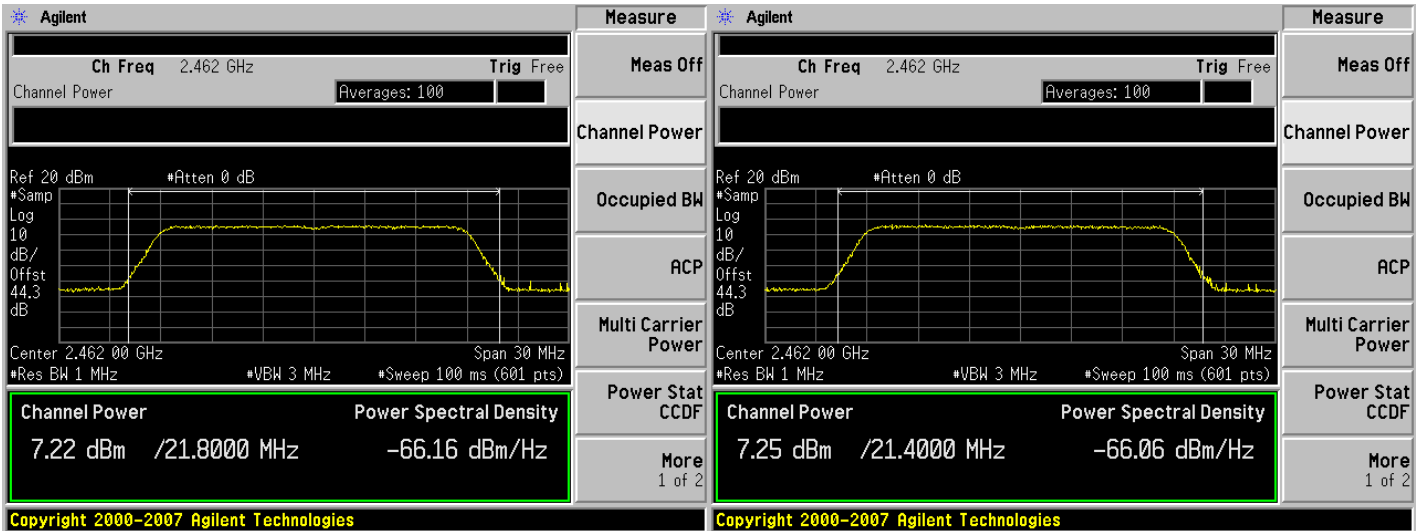 Agilent
Measure
Ch Freq 2.462 GHz Trig Free
Meas Off
Channel Power Averages: 100
Channel Power
Ref 20 dBm #Atten 0 dB
#Samp
Log
10
dB/
Offst
44.3
dB
Occupied BW
ACP
Multi Carrier
Power
Center 2.462 00 GHz Span 30 MHz
#Res BW 1 MHz #VBW 3 MHz #Sweep 100 ms (601 pts)
Power Stat
CCDF
Channel Power Power Spectral Density
7.22 dBm /21.8000 MHz -66.16 dBm/Hz
More
1 of 2
Copyright 2000-2007 Agilent Technologies
Agilent
Measure
Ch Freq 2.462 GHz Trig Free
Meas Off
Channel Power Averages: 100
Channel Power
Ref 20 dBm #Atten 0 dB
#Samp
Log
10
dB/
Offst
44.3
dB
Occupied BW
ACP
Multi Carrier
Power
Center 2.462 00 GHz Span 30 MHz
#Res BW 1 MHz #VBW 3 MHz #Sweep 100 ms (601 pts)
Power Stat
CCDF
Channel Power Power Spectral Density
7.25 dBm /21.4000 MHz -66.06 dBm/Hz
More
1 of 2
Copyright 2000-2007 Agilent Technologies